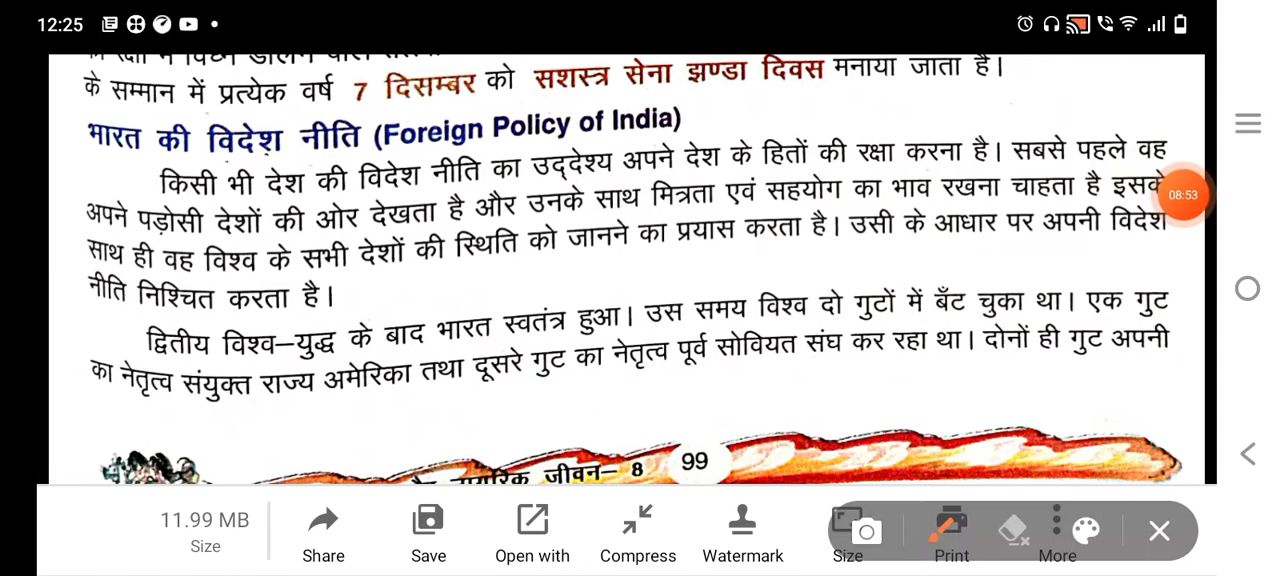 12:25
के सम्मान में प्रत्येक वर्ष 7 दिसम्बर को सशस्त्र सेना झण्डा दिवस मनाया जाता है।
भारत की विदेश नीति (Foreign Policy of India)
किसी भी देश की विदेश नीति का उद्देश्य अपने देश के हितों की रक्षा करना है। सबसे पहले वह
अपने पड़ोसी देशों की ओर देखता है और उनके साथ मित्रता एवं सहयोग का भाव रखना चाहता है इसके
08:53
साथ ही वह विश्व के सभी देशों की स्थिति को जानने का प्रयास करता है। उसी के आधार पर अपनी विदेश
नीति निश्चित करता है।
द्वितीय विश्व–युद्ध के बाद भारत स्वतंत्र हुआ। उस समय विश्व दो गुटों में बँट चुका था। एक गुट
का नेतृत्व संयुक्त राज्य अमेरिका तथा दूसरे गुट का नेतृत्व पूर्व सोवियत संघ कर रहा था। दोनों ही गुट अपनी
नागरिक जीवन– 8 99
11.99 MB
Size
Share Save Open with Compress Watermark Size Print More